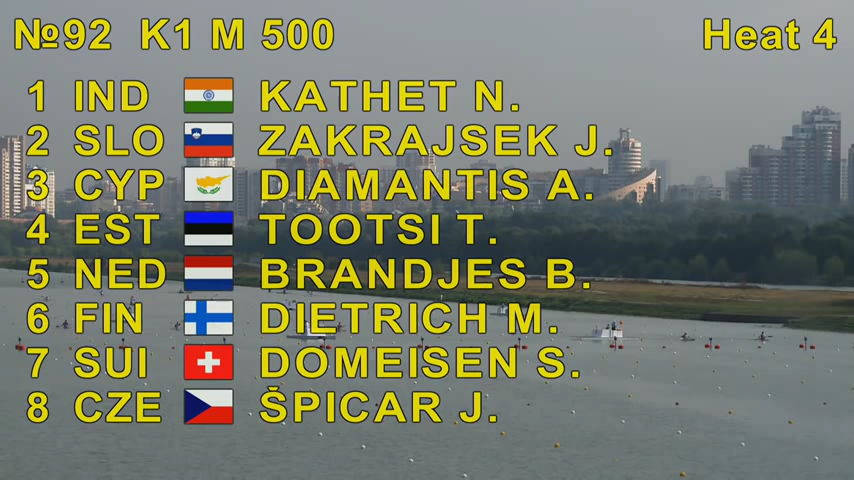 №92 K1 M 500 Heat 4
1 IND KATHET N.
2 SLO ZAKRAJSEK J.
3 CYP DIAMANTIS A.
4 EST TOOTSI T.
5 NED BRANDJES B.
6 FIN DIETRICH M.
7 SUI DOMEISEN S.
8 CZE ŠPICAR J.